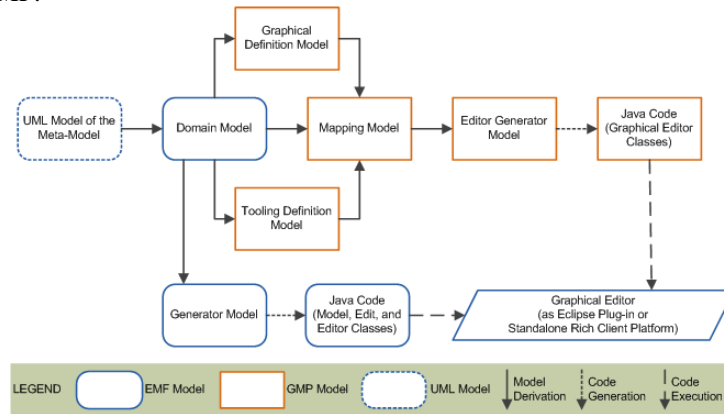 Graphical
Definition Model
UML Model of the
Meta-Model
Domain Model
Mapping Model
Editor Generator
Model
Java Code
(Graphical Editor
Classes)
Tooling Definition
Model
Generator Model
Java Code
(Model, Edit, and
Editor Classes)
Graphical Editor
(as Eclipse Plug-in or
Standalone Rich Client Platform)
LEGEND
EMF Model
GMP Model
UML Model
Model
Derivation
Code
Generation
Code
Execution